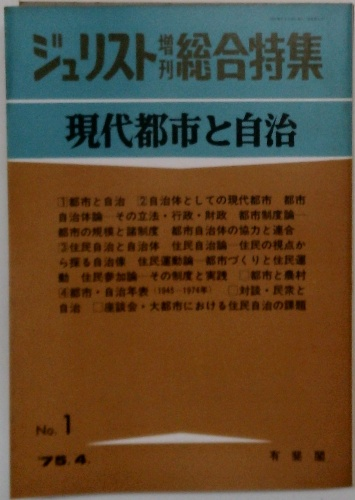 ジュリスト増刊総合特集
現代都市と自治
1都市と自治 2自治体としての現代都市 都市
自治体論―その立法・行政・財政 都市制度論―
都市の規模と諸制度 都市自治体の協力と連合
3住民自治と自治体 住民自治論―住民の視点か
ら探る自治像 住民運動論―都市づくりと住民運
動 住民参加論―その制度と実践 □都市と農村
4都市・自治年表(1945―1974年) □対談・民衆と
自治 □座談会・大都市における住民自治の課題
No. 1
'75. 4.
有斐閣